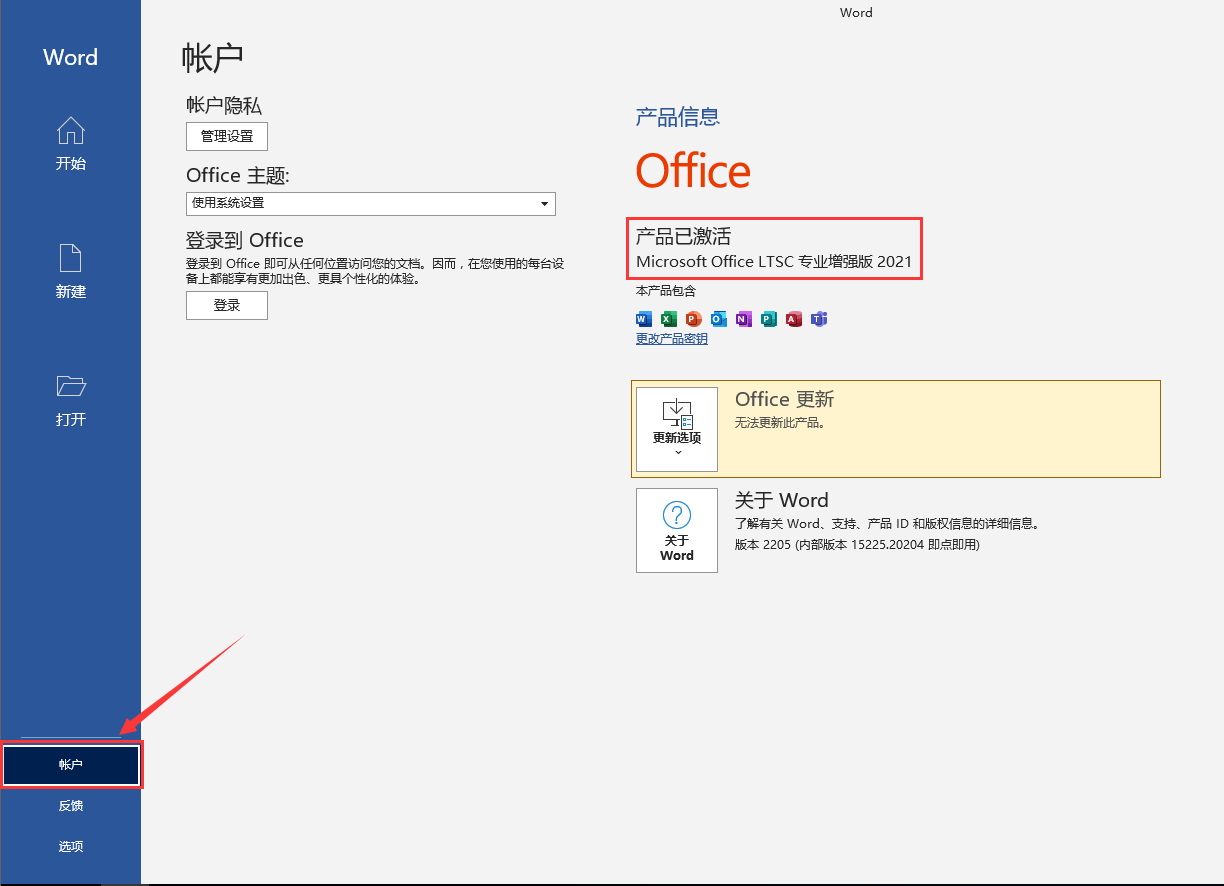 Word
Word
开始
新建
打开
帐户
反馈
选项
帐户
帐户隐私
管理设置
Office 主题:
使用系统设置
登录到 Office
登录到 Office 即可从任何位置访问您的文档。因而，在您使用的每台设
备上都能享有更加出色、更具个性化的体验。
登录
产品信息
Office
产品已激活
Microsoft Office LTSC 专业增强版 2021
本产品包含
W X P O N P A T
更改产品密钥
更新选项
Office 更新
无法更新此产品。
?
关于
Word
关于 Word
了解有关 Word、支持、产品 ID 和版权信息的详细信息。
版本 2205 (内部版本 15225.20204 即点即用)